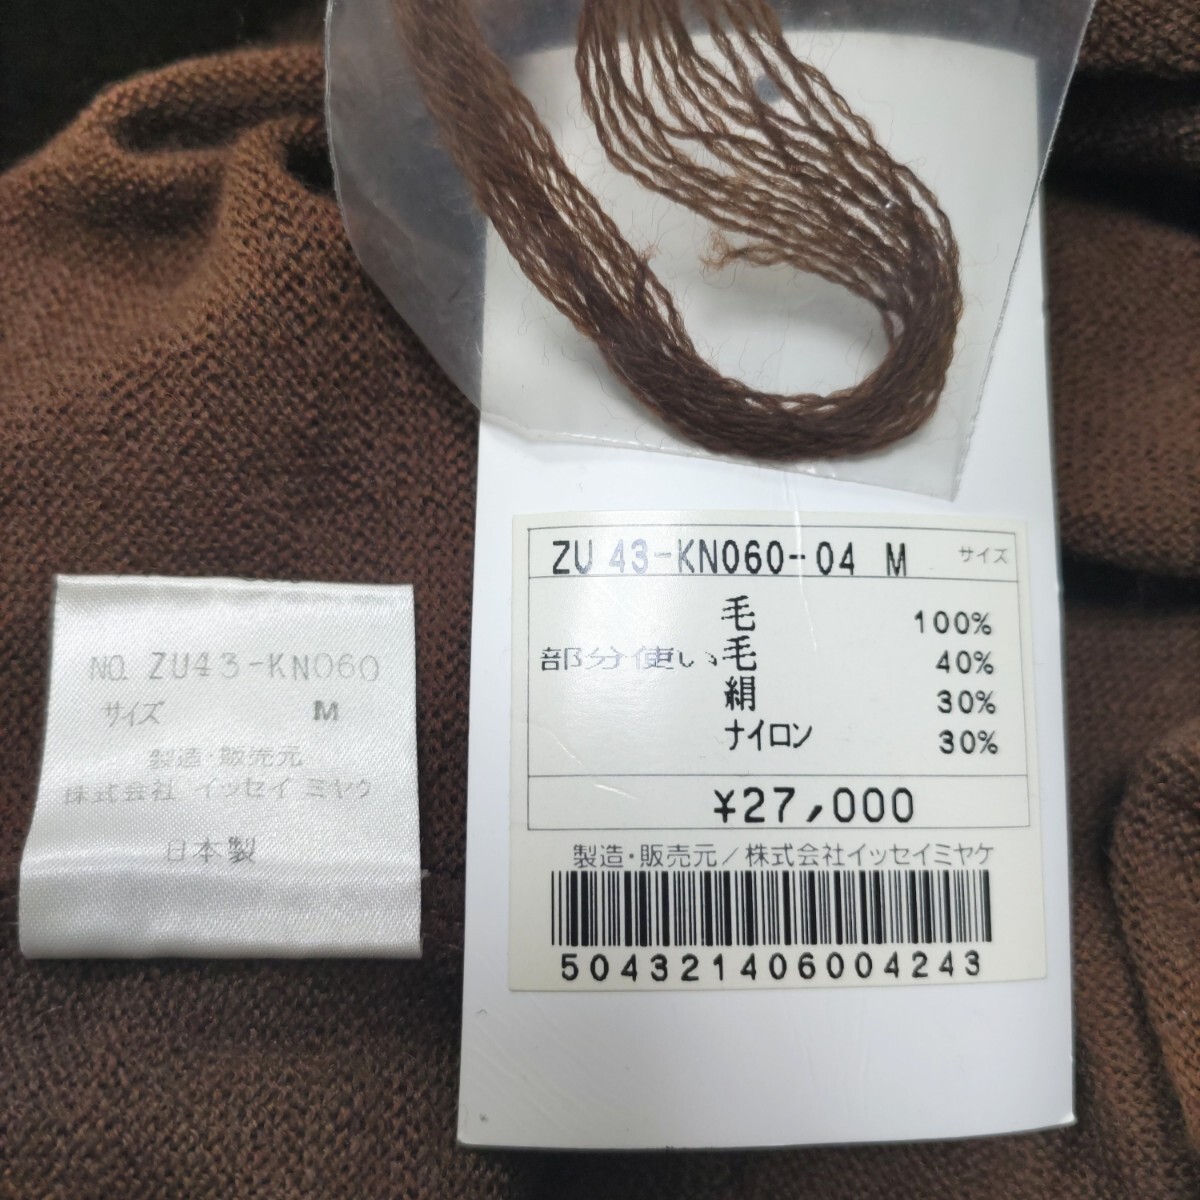 NO. ZU43-KN060
サイズ M
製造・販売元
株式会社 イッセイ ミヤケ
日本製
ZU 43-KN060-04 M サイズ
毛 100%
部分使い 毛 40%
絹 30%
ナイロン 30%
¥27,000
製造・販売元／株式会社イッセイミヤケ
504321406004243